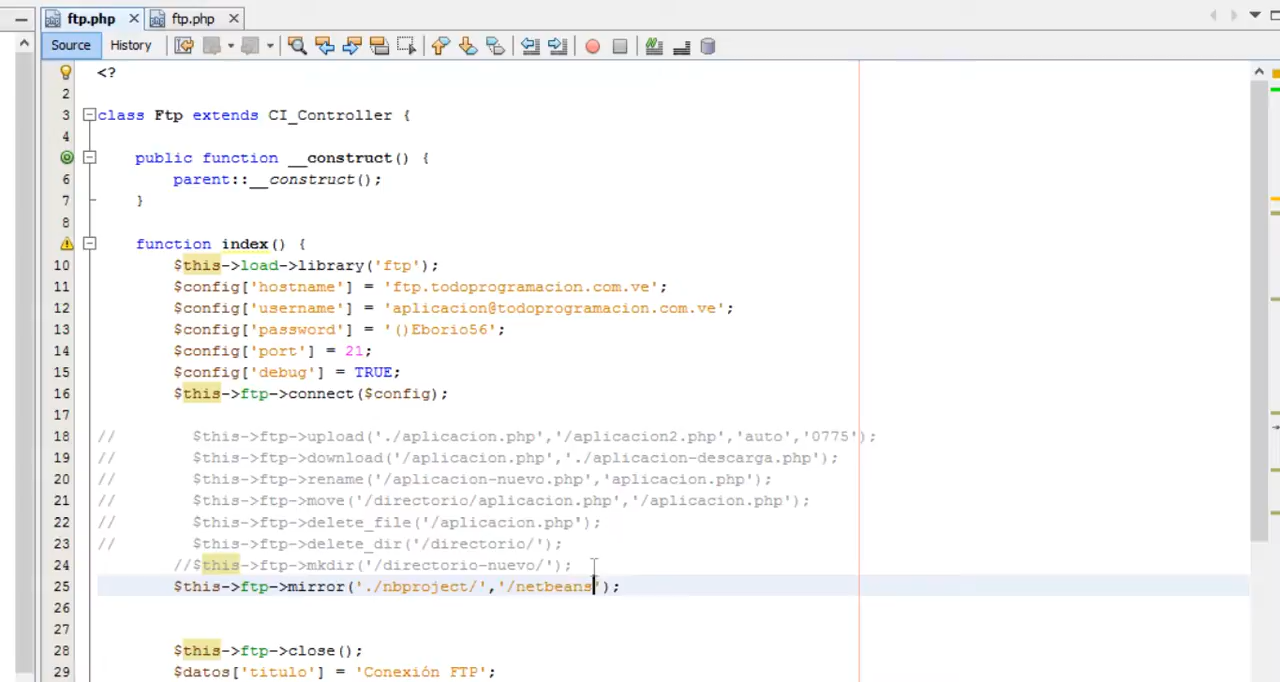 ftp.php ftp.php
Source History
<?
2
3 class Ftp extends CI_Controller {
4
public function __construct() {
6 parent::__construct();
7 }
8
function index() {
10 $this->load->library('ftp');
11 $config['hostname'] = 'ftp.todoprogramacion.com.ve';
12 $config['username'] = 'aplicacion@todoprogramacion.com.ve';
13 $config['password'] = '()Eborio56';
14 $config['port'] = 21;
15 $config['debug'] = TRUE;
16 $this->ftp->connect($config);
17
18 // $this->ftp->upload('./aplicacion.php','/aplicacion2.php','auto','0775');
19 // $this->ftp->download('/aplicacion.php','./aplicacion-descarga.php');
20 // $this->ftp->rename('/aplicacion-nuevo.php','aplicacion.php');
21 // $this->ftp->move('/directorio/aplicacion.php','/aplicacion.php');
22 // $this->ftp->delete_file('/aplicacion.php');
23 // $this->ftp->delete_dir('/directorio/');
24 //$this->ftp->mkdir('/directorio-nuevo/');
25 $this->ftp->mirror('./nbproject/','/netbeans');
26
27
28 $this->ftp->close();
29 $datos['titulo'] = 'Conexión FTP';